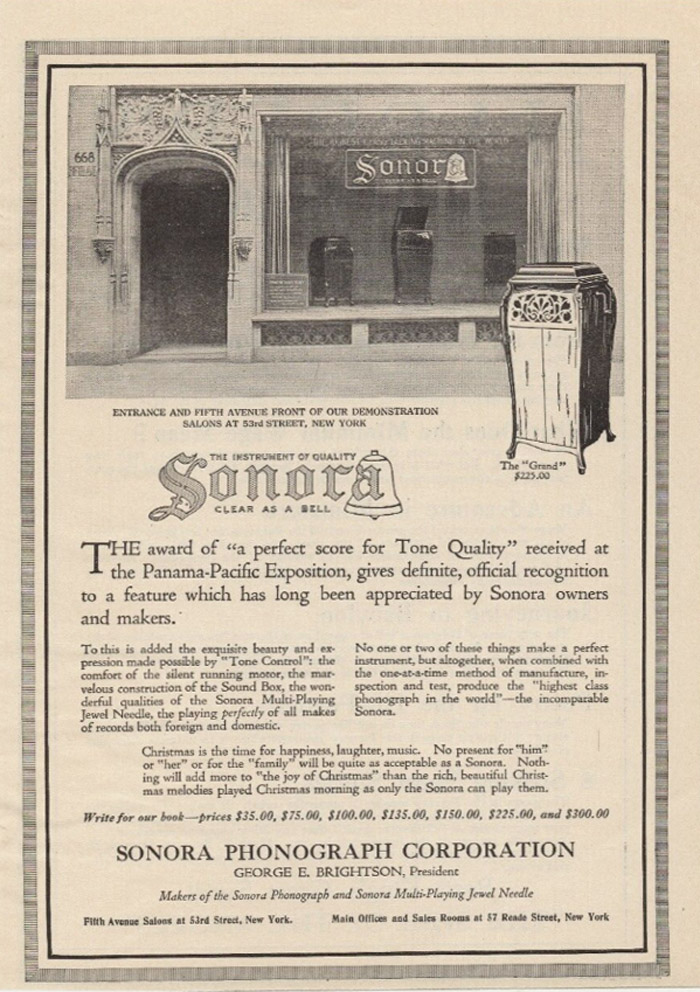 668
Sonora
CLEAR AS A BELL
ENTRANCE AND FIFTH AVENUE FRONT OF OUR DEMONSTRATION
SALONS AT 53rd STREET, NEW YORK
The "Grand"
$225.00
THE INSTRUMENT OF QUALITY
Sonora
CLEAR AS A BELL
THE award of "a perfect score for Tone Quality" received at
the Panama-Pacific Exposition, gives definite, official recognition
to a feature which has long been appreciated by Sonora owners
and makers.
To this is added the exquisite beauty and ex-
pression made possible by "Tone Control": the
comfort of the silent running motor, the mar-
velous construction of the Sound Box, the won-
derful qualities of the Sonora Multi-Playing
Jewel Needle, the playing perfectly of all makes
of records both foreign and domestic.
No one or two of these things make a perfect
instrument, but altogether, when combined with
the one-at-a-time method of manufacture, in-
spection and test, produce the "highest class
phonograph in the world"—the incomparable
Sonora.
Christmas is the time for happiness, laughter, music. No present for "him"
or "her" or for the "family" will be quite as acceptable as a Sonora. Noth-
ing will add more to "the joy of Christmas" than the rich, beautiful Christ-
mas melodies played Christmas morning as only the Sonora can play them.
Write for our book—prices $35.00, $75.00, $100.00, $135.00, $150.00, $225.00, and $300.00
SONORA PHONOGRAPH CORPORATION
GEORGE E. BRIGHTSON, President
Makers of the Sonora Phonograph and Sonora Multi-Playing Jewel Needle
Fifth Avenue Salons at 53rd Street, New York.
Main Offices and Sales Rooms at 57 Reade Street, New York